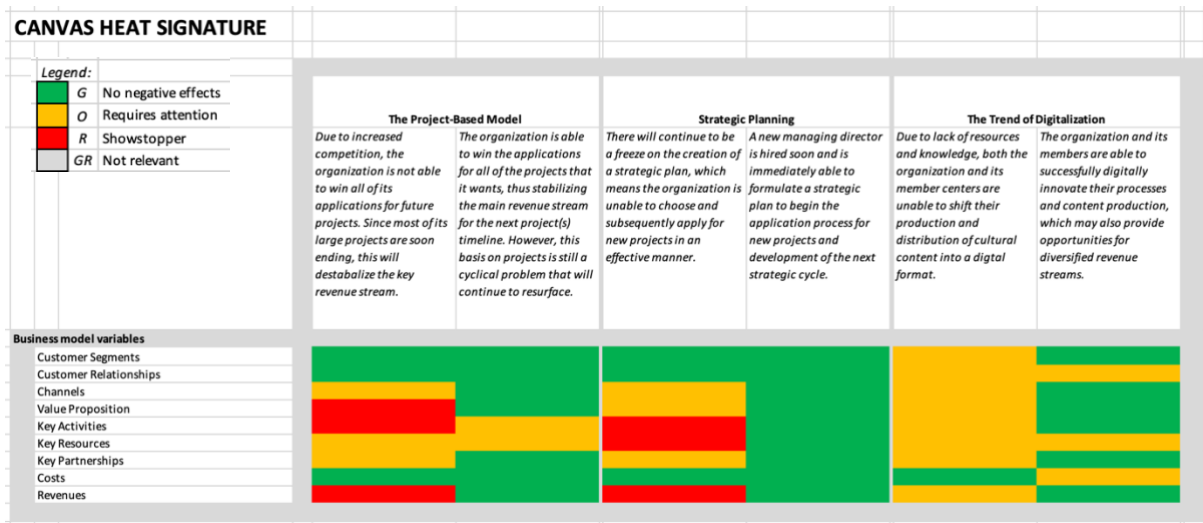 CANVAS HEAT SIGNATURE
Legend:
G No negative effects
O Requires attention
R Showstopper
GR Not relevant
The Project-Based Model
Due to increased
competition, the
organization is not able
to win all of its
applications for future
projects. Since most of its
large projects are soon
ending, this will
destabalize the key
revenue stream.
The organization is able
to win the applications
for all of the projects that
it wants, thus stabilizing
the main revenue stream
for the next project(s)
timeline. However, this
basis on projects is still a
cyclical problem that will
continue to resurface.
Strategic Planning
There will continue to be
a freeze on the creation of
a strategic plan, which
means the organization is
unable to choose and
subsequently apply for
new projects in an
effective manner.
A new managing director
is hired soon and is
immediately able to
formulate a strategic
plan to begin the
application process for
new projects and
development of the next
strategic cycle.
The Trend of Digitalization
Due to lack of resources
and knowledge, both the
organization and its
member centers are
unable to shift their
production and
distribution of cultural
content into a digtal
format.
The organization and its
members are able to
successfully digitally
innovate their processes
and content production,
which may also provide
opportunities for
diversified revenue
streams.
Business model variables
Customer Segments
Customer Relationships
Channels
Value Proposition
Key Activities
Key Resources
Key Partnerships
Costs
Revenues